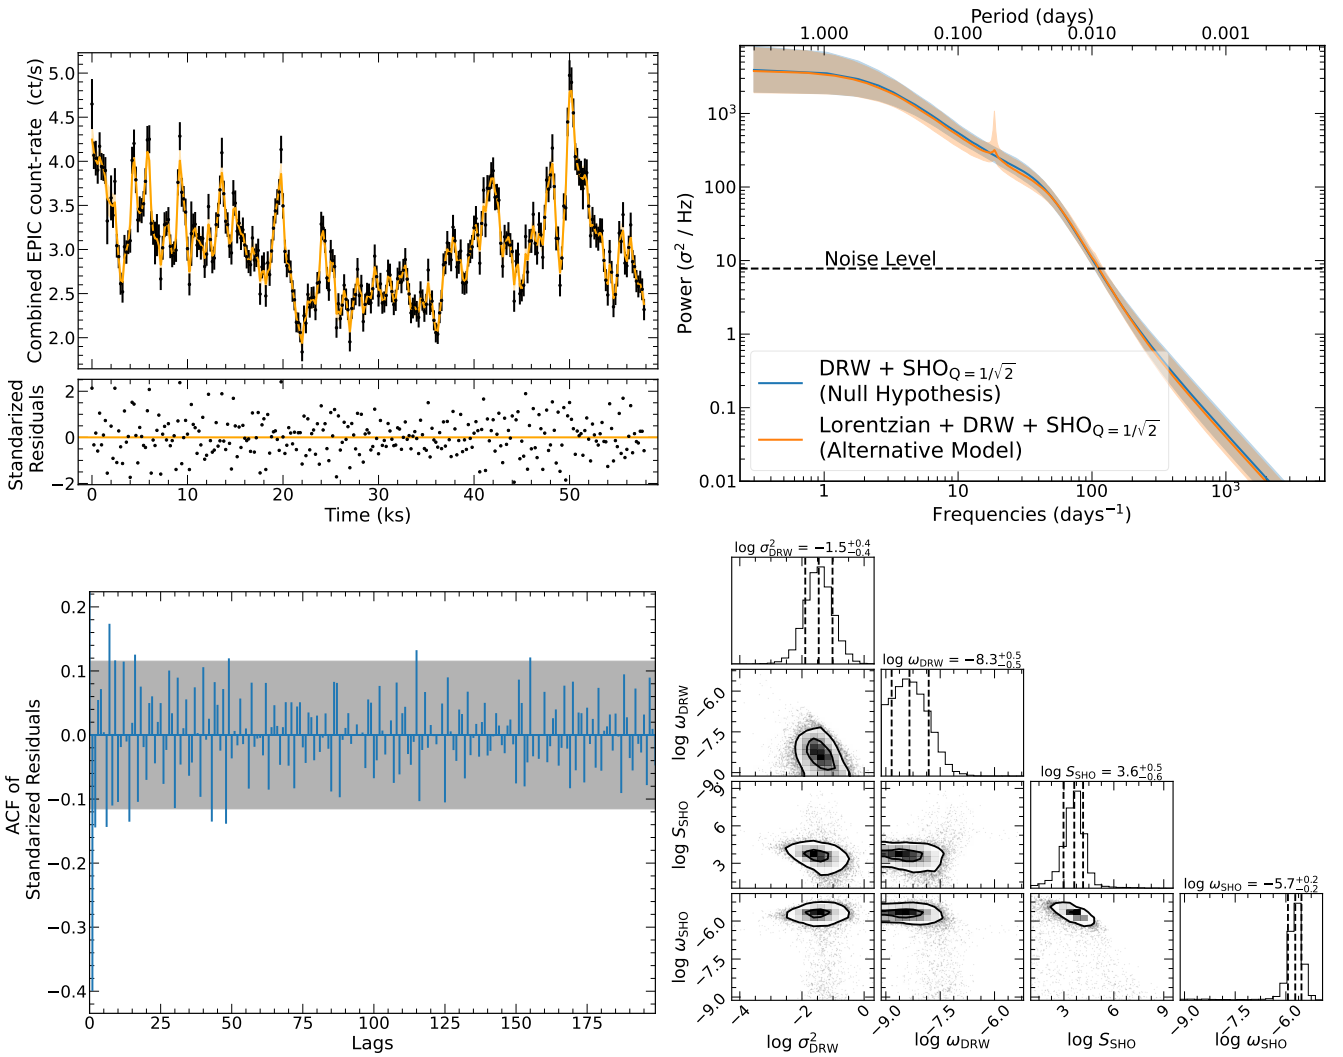 Combined EPIC count-rate (ct/s)
5.0
4.5
4.0
3.5
3.0
2.5
2.0
Standarized
Residuals
2
0
−2
0 10 20 30 40 50
Time (ks)
Period (days)
1.000 0.100 0.010 0.001
Power (σ² / Hz)
10³
100
10
1
0.1
0.01
Noise Level
DRW + SHO_Q = 1/√2
(Null Hypothesis)
Lorentzian + DRW + SHO_Q = 1/√2
(Alternative Model)
1 10 100 10³
Frequencies (days⁻¹)
ACF of
Standarized Residuals
0.2
0.1
0.0
−0.1
−0.2
−0.3
−0.4
0 25 50 75 100 125 150 175
Lags
log σ²_DRW = −1.5 +0.4 −0.4
log ω_DRW = −8.3 +0.5 −0.5
log ω_DRW
−6.0
−7.5
−9.0
log S_SHO = 3.6 +0.5 −0.6
log S_SHO
9
6
3
log ω_SHO = −5.7 +0.2 −0.2
log ω_SHO
−6.0
−7.5
−9.0
−4 −2 0
log σ²_DRW
−9.0 −7.5 −6.0
log ω_DRW
3 6 9
log S_SHO
−9.0 −7.5 −6.0
log ω_SHO